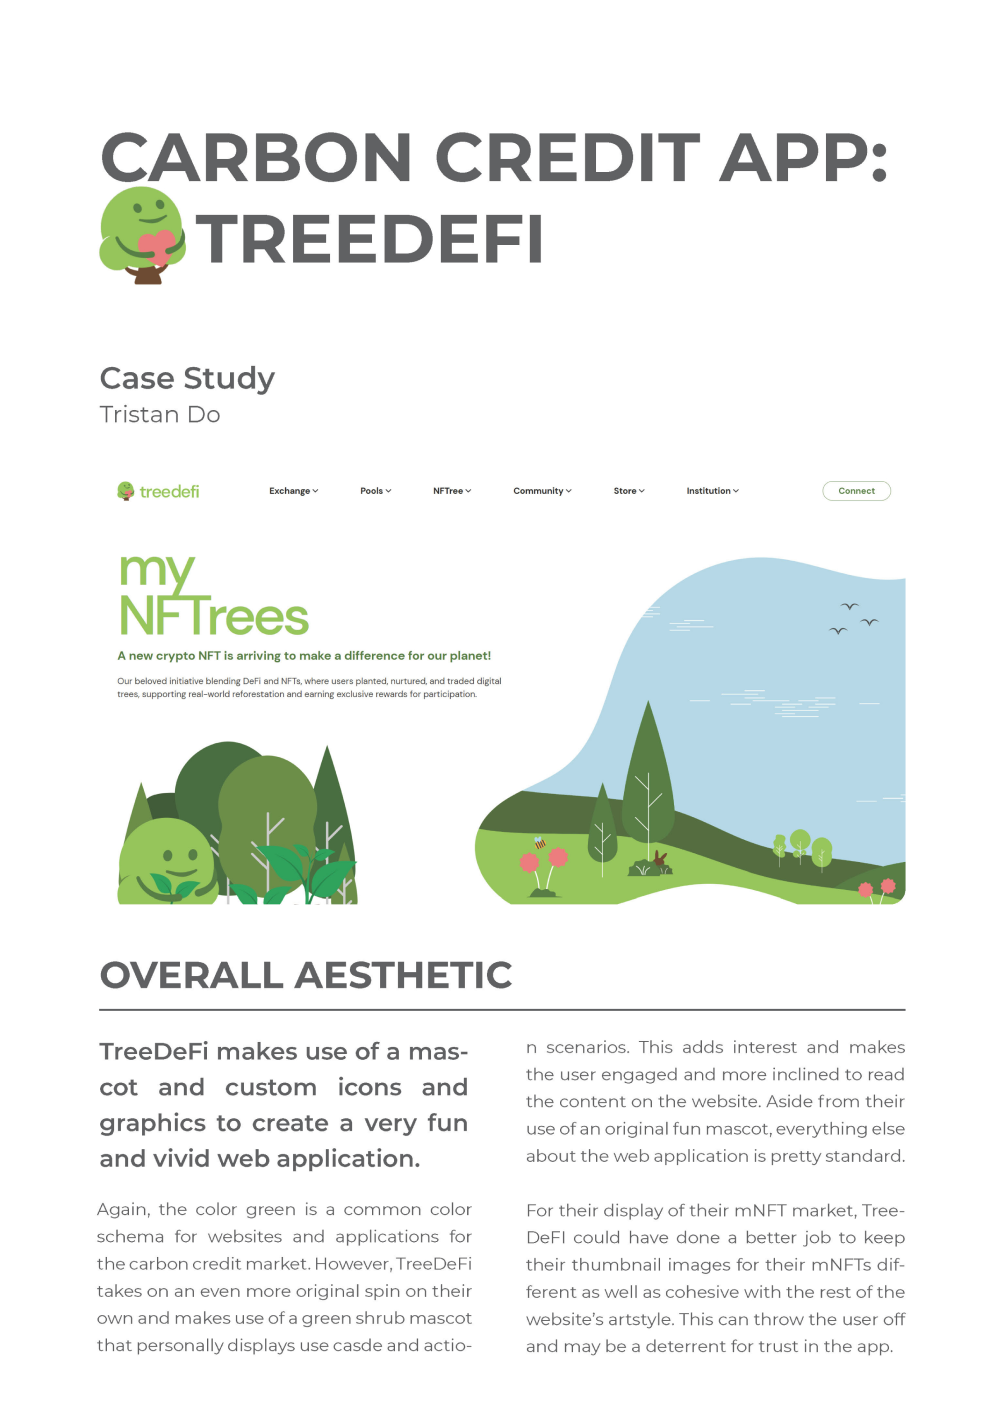 CARBON CREDIT APP:
TREEDEFI
Case Study
Tristan Do
treedefi
Exchange
Pools
NFTree
Community
Store
Institution
Connect
my
NFTrees
A new crypto NFT is arriving to make a difference for our planet!
Our beloved initiative blending DeFi and NFTs, where users planted, nurtured, and traded digital
trees, supporting real-world reforestation and earning exclusive rewards for participation.
OVERALL AESTHETIC
TreeDeFi makes use of a mas-
cot and custom icons and
graphics to create a very fun
and vivid web application.
Again, the color green is a common color
schema for websites and applications for
the carbon credit market. However, TreeDeFi
takes on an even more original spin on their
own and makes use of a green shrub mascot
that personally displays use casde and actio-
n scenarios. This adds interest and makes
the user engaged and more inclined to read
the content on the website. Aside from their
use of an original fun mascot, everything else
about the web application is pretty standard.
For their display of their mNFT market, Tree-
DeFI could have done a better job to keep
their thumbnail images for their mNFTs dif-
ferent as well as cohesive with the rest of the
website's artstyle. This can throw the user off
and may be a deterrent for trust in the app.